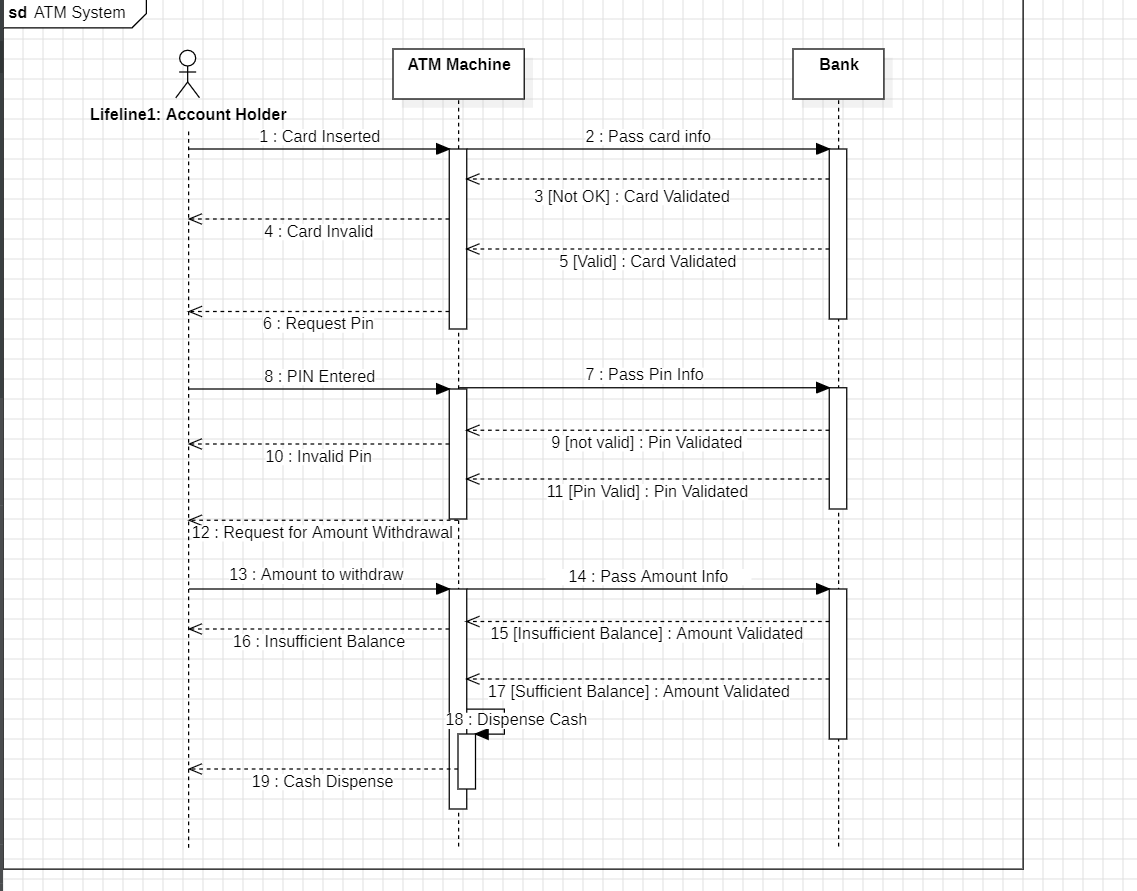 sd ATM System
ATM Machine
Bank
Lifeline1: Account Holder
1 : Card Inserted
2 : Pass card info
3 [Not OK] : Card Validated
4 : Card Invalid
5 [Valid] : Card Validated
6 : Request Pin
8 : PIN Entered
7 : Pass Pin Info
9 [not valid] : Pin Validated
10 : Invalid Pin
11 [Pin Valid] : Pin Validated
12 : Request for Amount Withdrawal
13 : Amount to withdraw
14 : Pass Amount Info
15 [Insufficient Balance] : Amount Validated
16 : Insufficient Balance
17 [Sufficient Balance] : Amount Validated
18 : Dispense Cash
19 : Cash Dispense